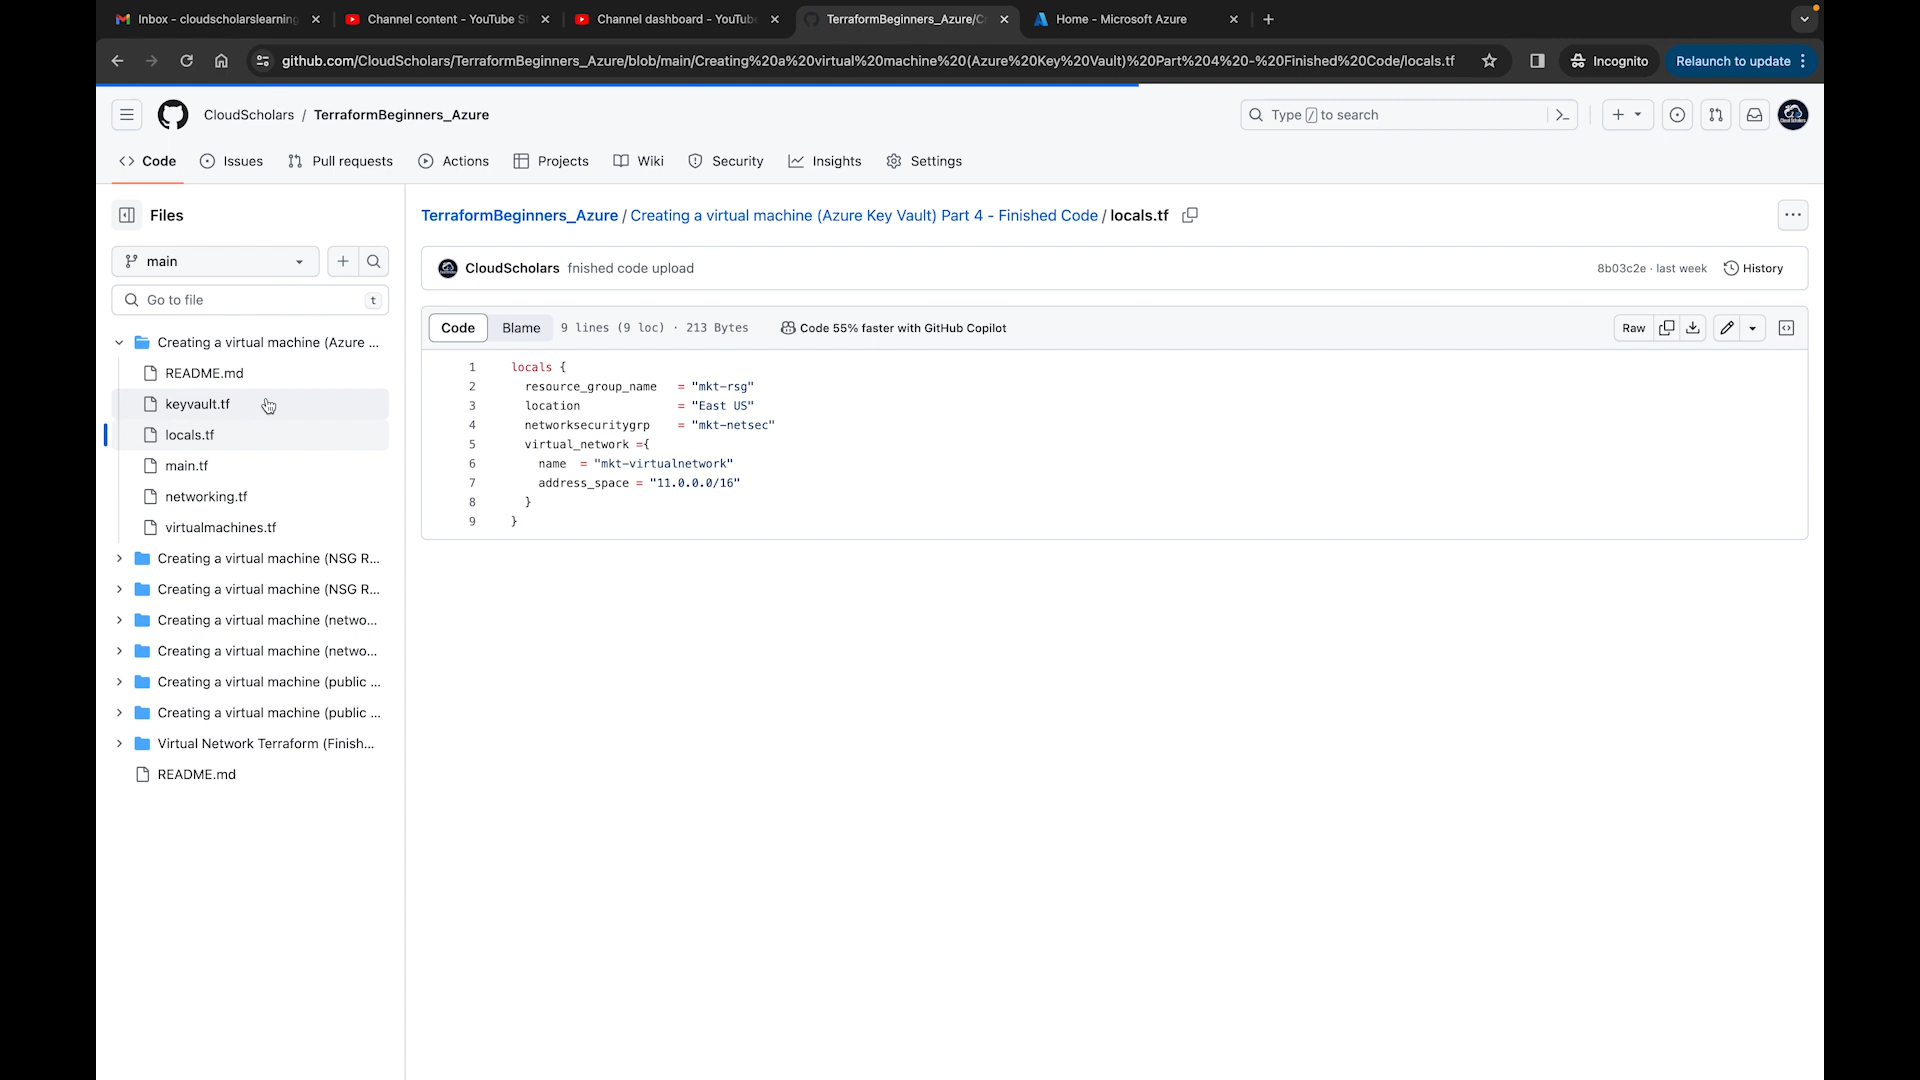 Inbox - cloudscholarslearning
Channel content - YouTube S
Channel dashboard - YouTube
TerraformBeginners_Azure/C
Home - Microsoft Azure
github.com/CloudScholars/TerraformBeginners_Azure/blob/main/Creating%20a%20virtual%20machine%20(Azure%20Key%20Vault)%20Part%204%20-%20Finished%20Code/locals.tf
Incognito
Relaunch to update
CloudScholars / TerraformBeginners_Azure
Type / to search
Code
Issues
Pull requests
Actions
Projects
Wiki
Security
Insights
Settings
Files
main
Go to file
t
Creating a virtual machine (Azure ...
README.md
keyvault.tf
locals.tf
main.tf
networking.tf
virtualmachines.tf
Creating a virtual machine (NSG R...
Creating a virtual machine (NSG R...
Creating a virtual machine (netwo...
Creating a virtual machine (netwo...
Creating a virtual machine (public ...
Creating a virtual machine (public ...
Virtual Network Terraform (Finish...
README.md
TerraformBeginners_Azure / Creating a virtual machine (Azure Key Vault) Part 4 - Finished Code / locals.tf
CloudScholars fnished code upload
8b03c2e · last week
History
Code
Blame
9 lines (9 loc) · 213 Bytes
Code 55% faster with GitHub Copilot
Raw
1 locals {
2 resource_group_name = "mkt-rsg"
3 location = "East US"
4 networksecuritygrp = "mkt-netsec"
5 virtual_network ={
6 name = "mkt-virtualnetwork"
7 address_space = "11.0.0.0/16"
8 }
9 }